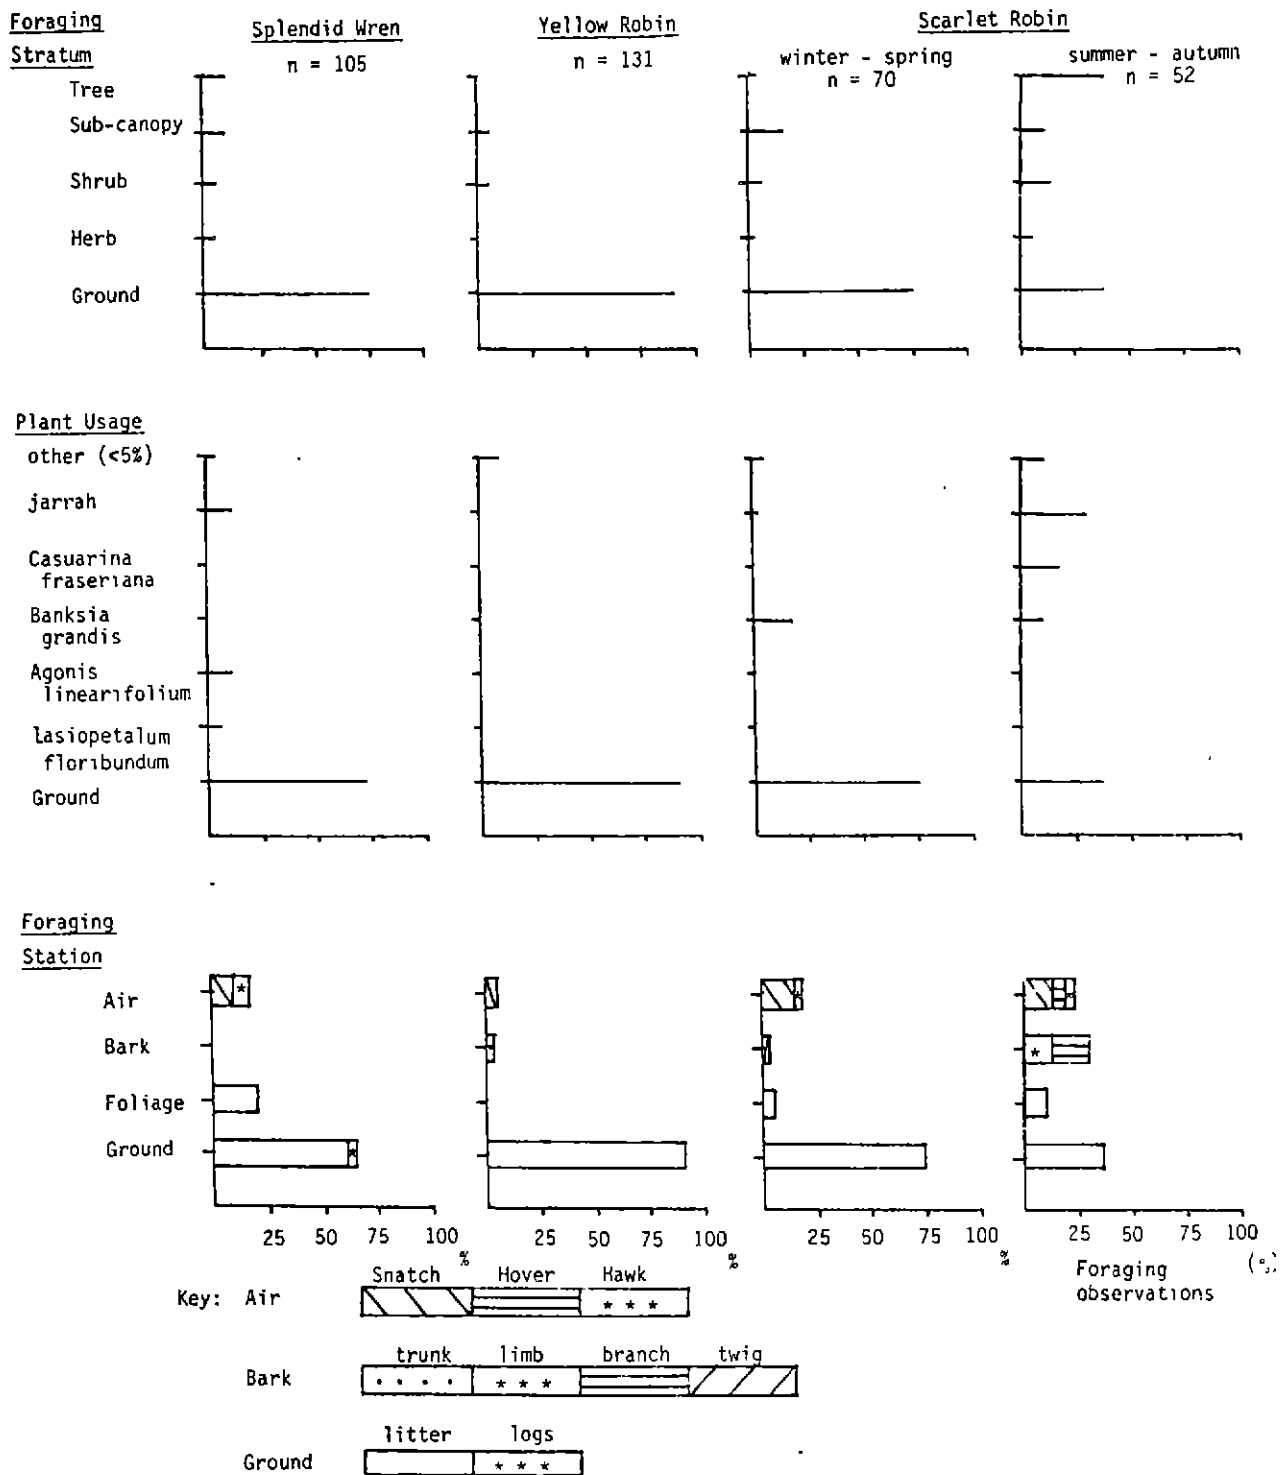 Foraging
Stratum
Splendid Wren
n = 105
Yellow Robin
n = 131
Scarlet Robin
winter - spring
n = 70
summer - autumn
n = 52
Tree
Sub-canopy
Shrub
Herb
Ground
Plant Usage
other (<5%)
jarrah
Casuarina
fraseriana
Banksia
grandis
Agonis
linearifolium
lasiopetalum
floribundum
Ground
Foraging
Station
Air
Bark
Foliage
Ground
25 50 75 100 %
25 50 75 100 %
25 50 75 100 %
25 50 75 100 (%)
Foraging
observations
Key: Air
Snatch Hover Hawk
* * *
Bark
trunk limb branch twig
* * *
Ground
litter logs
* * *